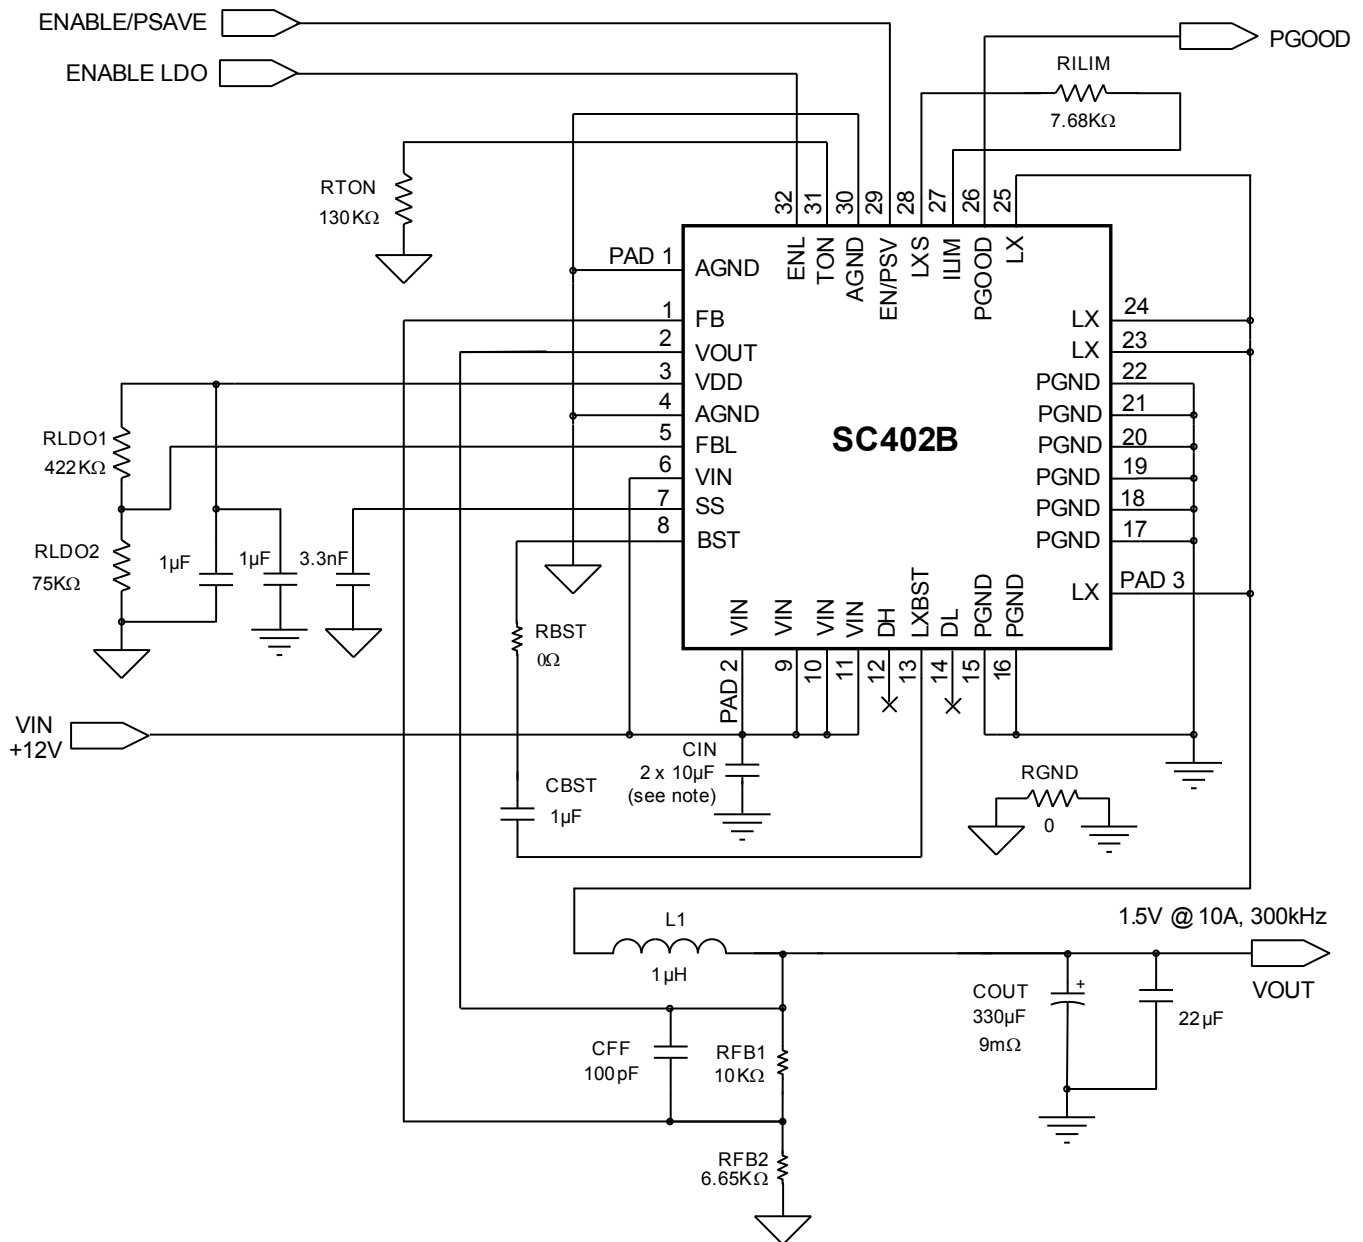 ENABLE/PSAVE
PGOOD
ENABLE LDO
RILIM
7.68KΩ
RTON
130KΩ
32
31
30
29
28
27
26
25
ENL
TON
AGND
EN/PSV
LXS
ILIM
PGOOD
LX
PAD 1
AGND
1
FB
2
VOUT
3
VDD
4
AGND
5
FBL
6
VIN
7
SS
8
BST
SC402B
LX
24
LX
23
PGND
22
PGND
21
PGND
20
PGND
19
PGND
18
PGND
17
LX
PAD 3
RLDO1
422KΩ
RLDO2
75KΩ
1µF
1µF
3.3nF
RBST
0Ω
VIN
VIN
VIN
VIN
DH
LXBST
DL
PGND
PGND
PAD 2
9
10
11
12
13
14
15
16
VIN
+12V
CIN
2 x 10µF
(see note)
CBST
1µF
RGND
0
L1
1µH
1.5V @ 10A, 300kHz
VOUT
COUT
+
330µF
9mΩ
22µF
CFF
100pF
RFB1
10KΩ
RFB2
6.65KΩ